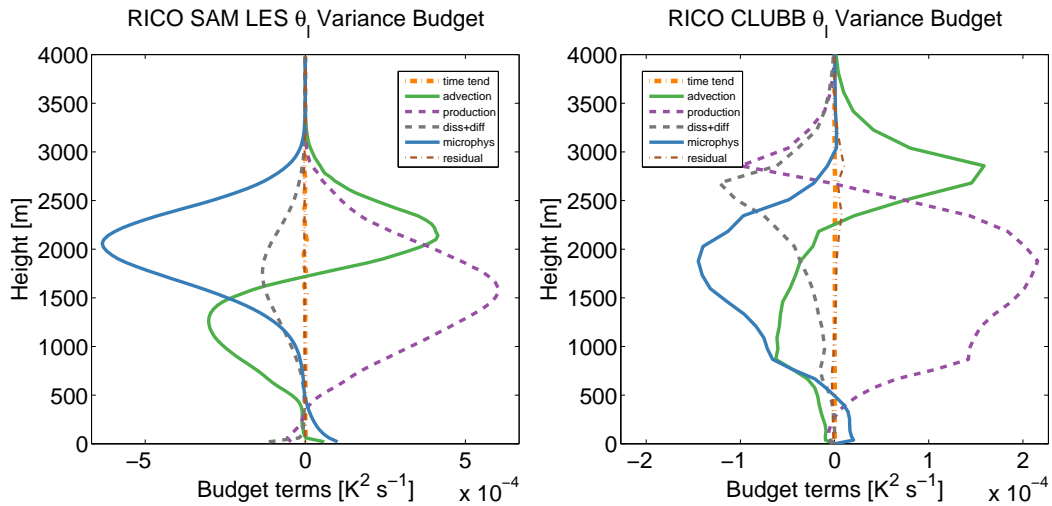 RICO SAM LES θl Variance Budget
4000
3500
3000
2500
2000
1500
1000
500
0
Height [m]
time tend
advection
production
diss+diff
microphys
residual
−5 0 5
x 10−4
Budget terms [K2 s−1]
RICO CLUBB θl Variance Budget
4000
3500
3000
2500
2000
1500
1000
500
0
Height [m]
time tend
advection
production
diss+diff
microphys
residual
−2 −1 0 1 2
x 10−4
Budget terms [K2 s−1]